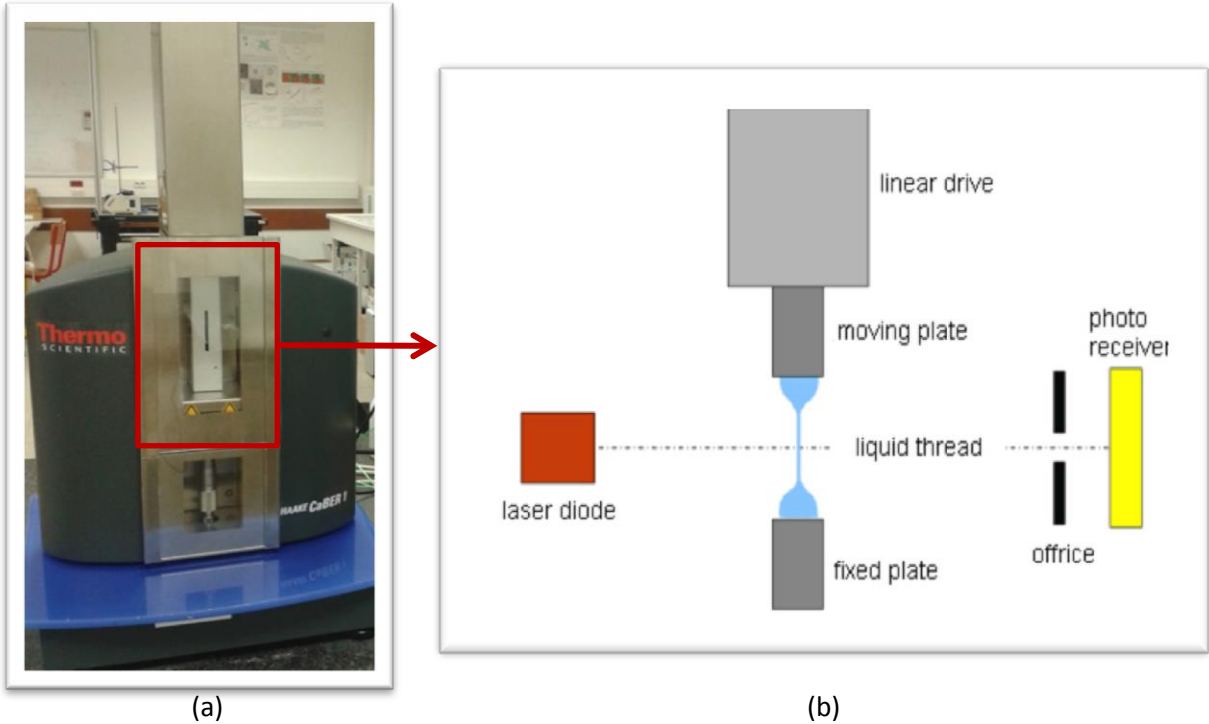 Thermo
SCIENTIFIC
HAAKE CaBER 1
linear drive
moving plate
photo
receiver
liquid thread
laser diode
offrice
fixed plate
(a)
(b)